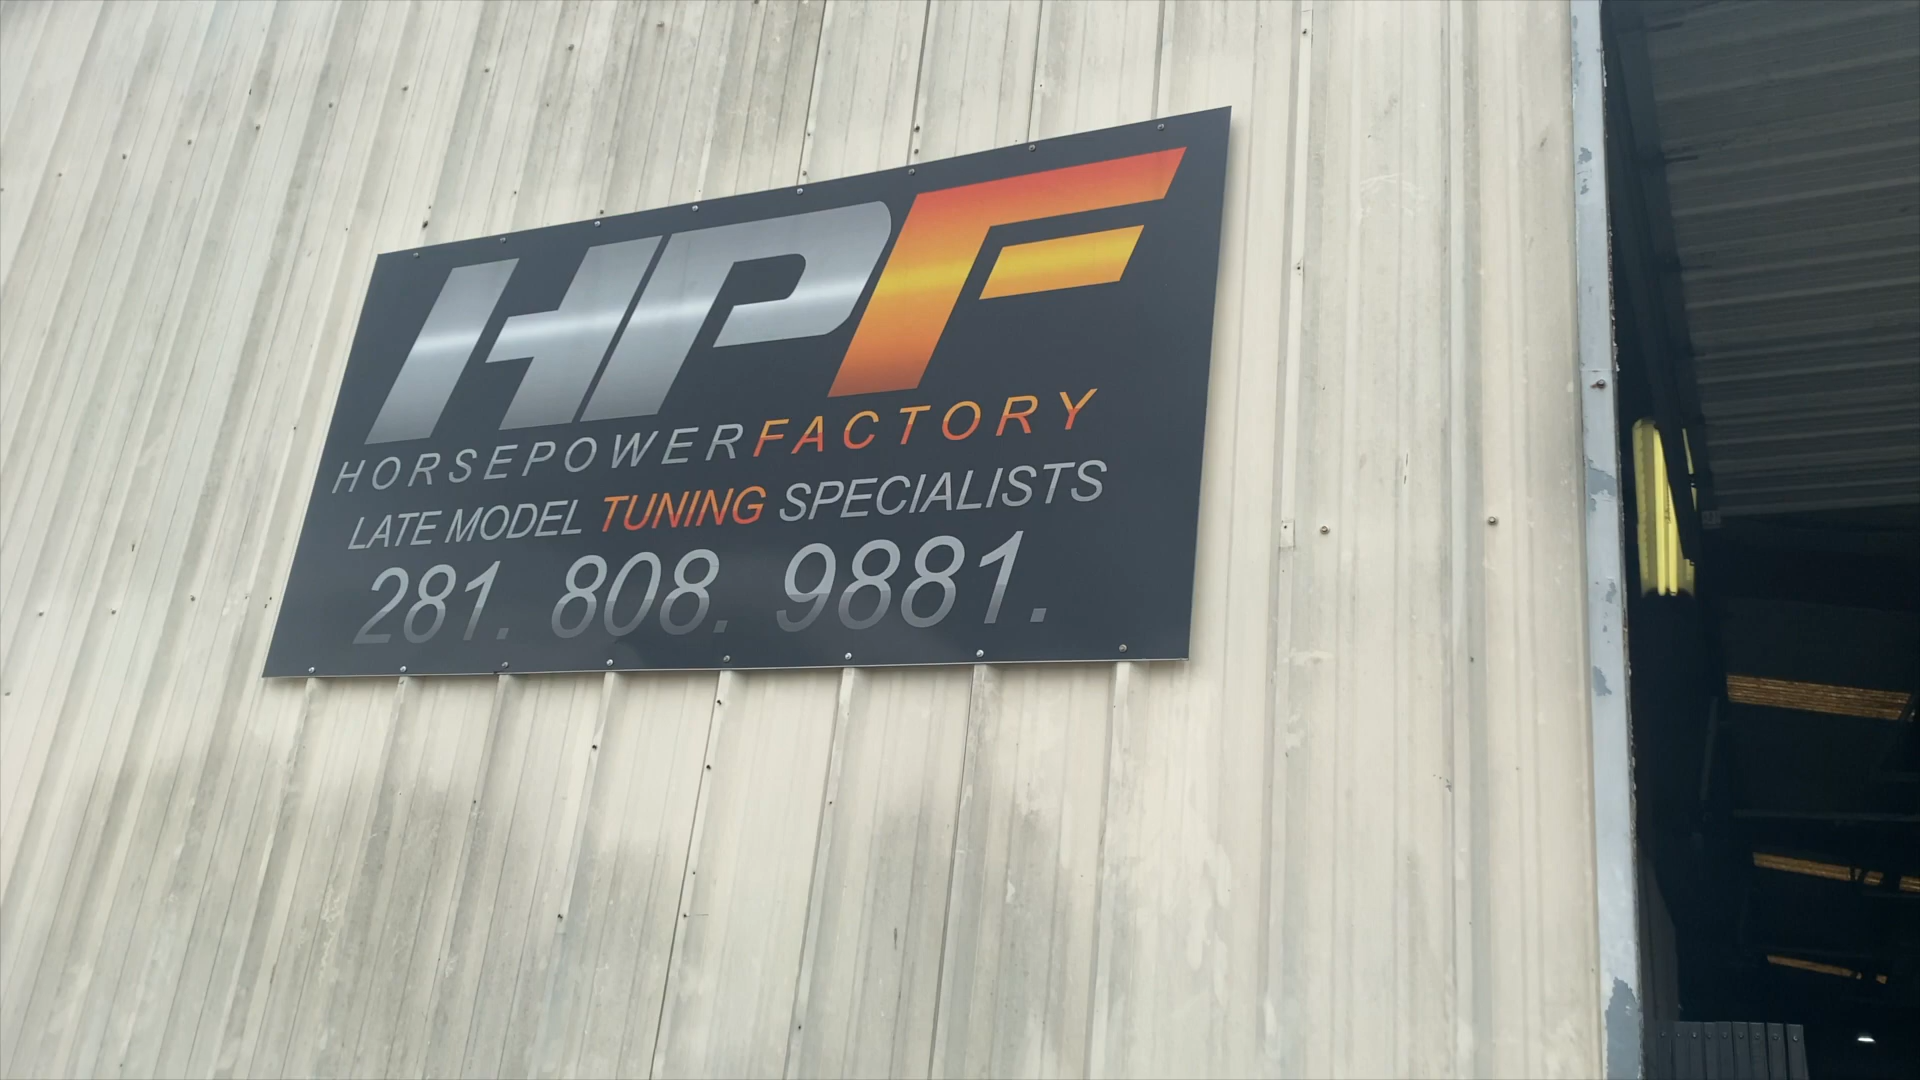 HPF
HORSEPOWERFACTORY
LATE MODEL TUNING SPECIALISTS
281. 808. 9881.